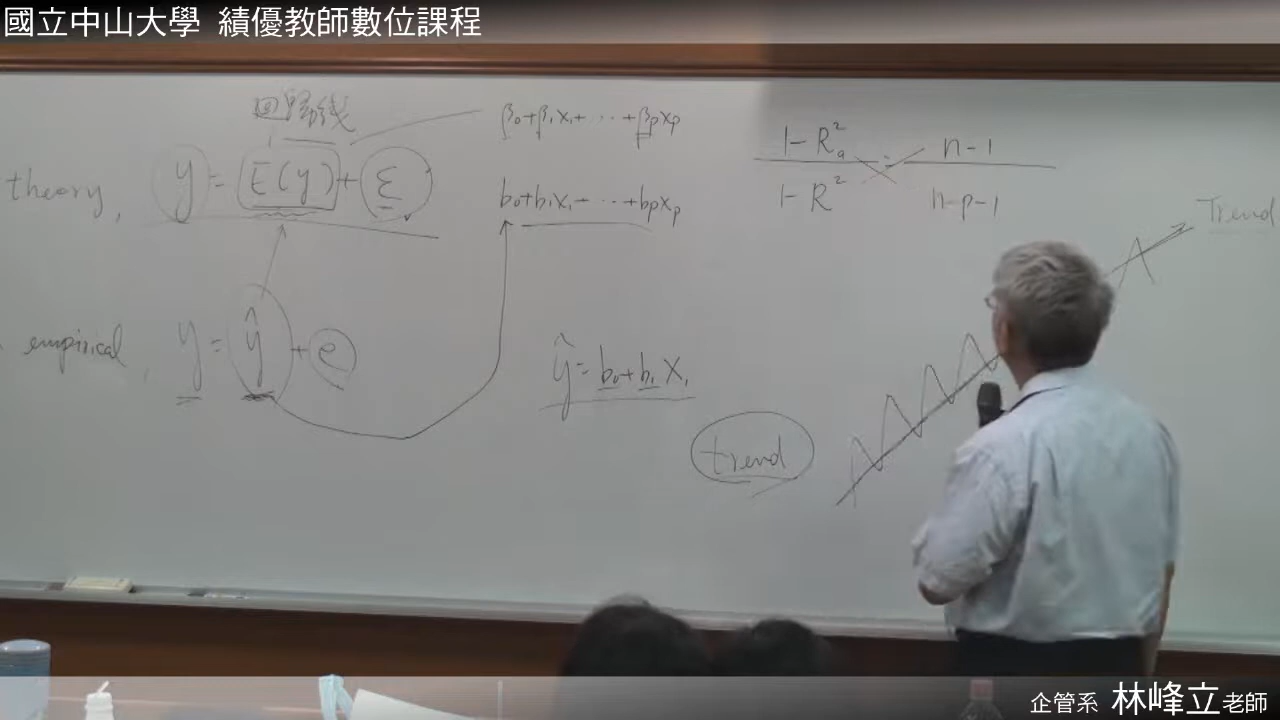 國立中山大學 績優教師數位課程
回歸線
theory, y = E(y) + ε
β₀+β₁x₁+ ⋯ +βpxp
b₀+b₁x₁+ ⋯ +bpxp
1-R²ₐ / 1-R² = n-1 / n-p-1
Trend
empirical, y = ŷ + e
ŷ = b₀+b₁X₁
trend
企管系 林峰立老師